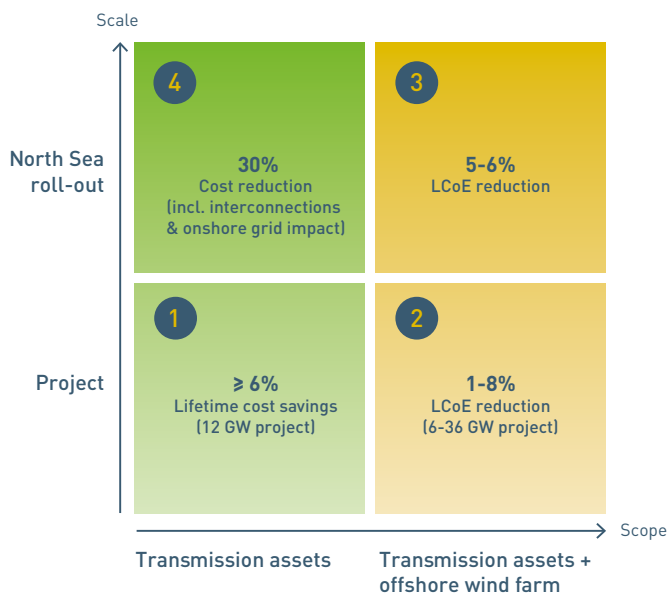 Scale
North Sea
roll-out
4
30%
Cost reduction
(incl. interconnections
& onshore grid impact)
3
5-6%
LCoE reduction
Project
1
⩾ 6%
Lifetime cost savings
(12 GW project)
2
1-8%
LCoE reduction
(6-36 GW project)
Scope
Transmission assets
Transmission assets +
offshore wind farm